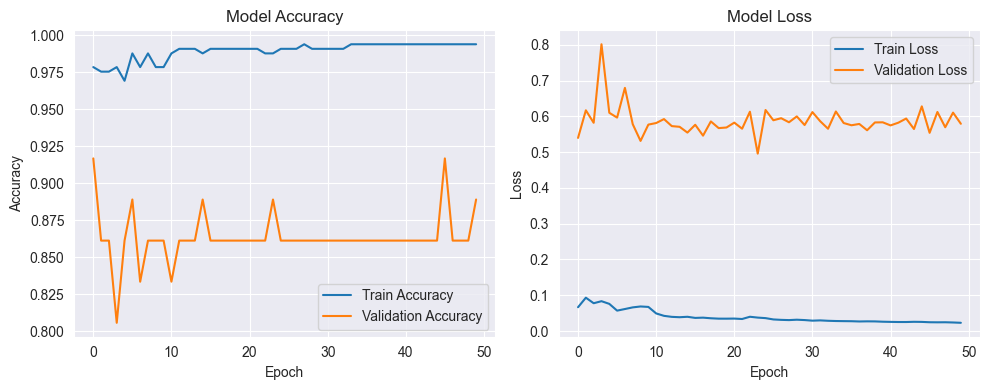 Model Accuracy
1.000
0.975
0.950
0.925
0.900
0.875
0.850
0.825
0.800
Accuracy
Train Accuracy
Validation Accuracy
0 10 20 30 40 50
Epoch
Model Loss
0.8
0.7
0.6
0.5
0.4
0.3
0.2
0.1
0.0
Loss
Train Loss
Validation Loss
0 10 20 30 40 50
Epoch